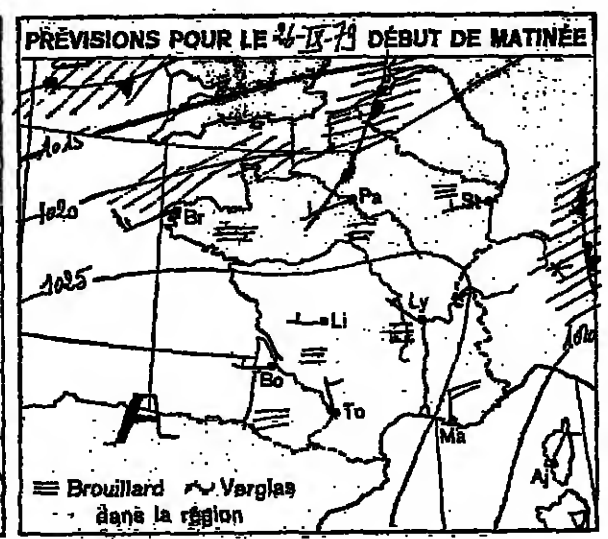 PRÉVISIONS POUR LE 26-IX-79 DÉBUT DE MATINÉE
1015
1020
Br
Pa
St
1025
Ly
Li
Bo
To
Ma
Aj
A
Brouillard Verglas
dans la région